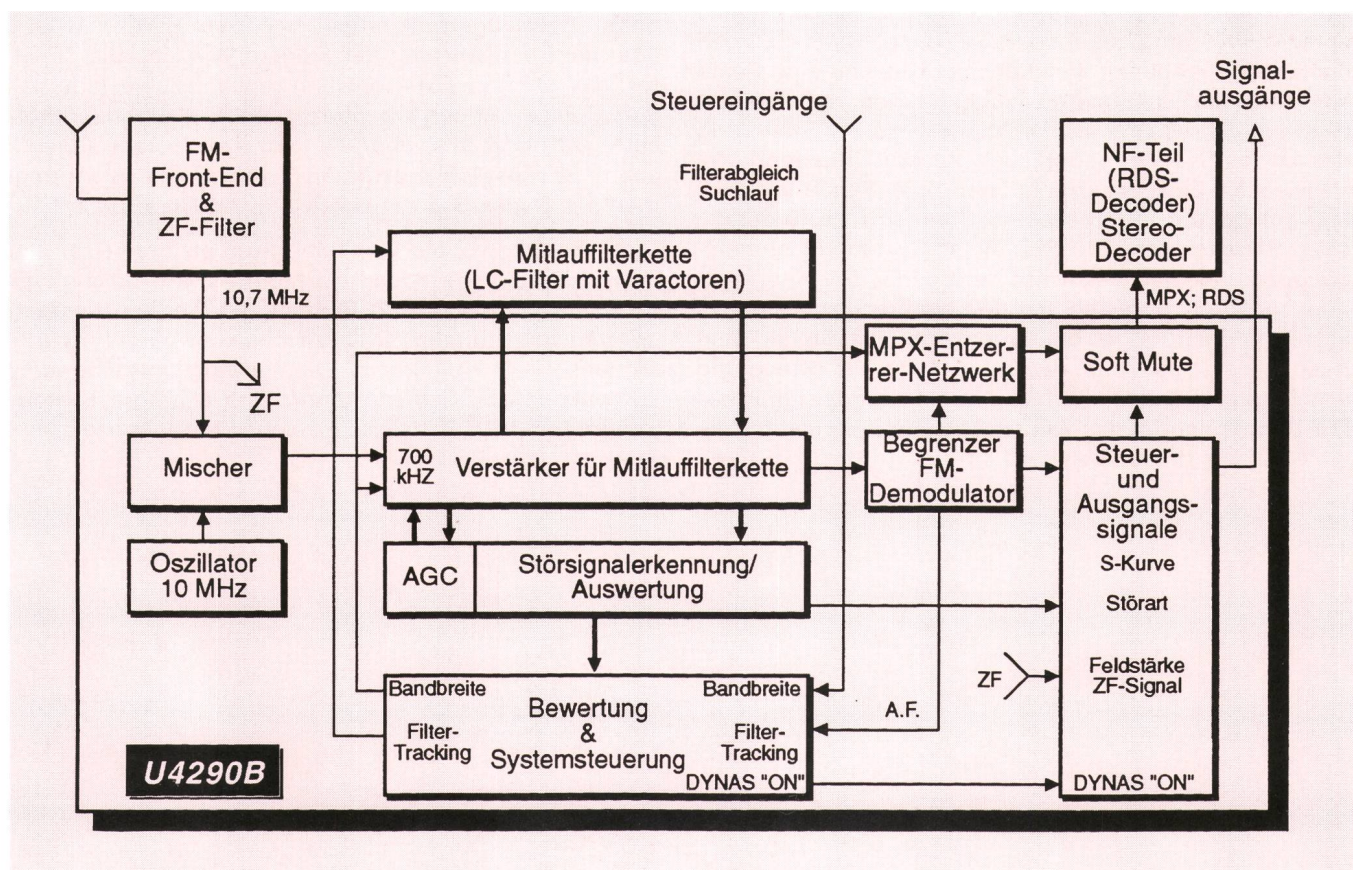 Signal-
ausgänge
Steuereingänge
FM-
Front-End
&
ZF-Filter
Filterabgleich
Suchlauf
NF-Teil
(RDS-
Decoder)
Stereo-
Decoder
Mitlauffilterkette
(LC-Filter mit Varactoren)
10,7 MHz
MPX; RDS
ZF
MPX-Entzer-
rer-Netzwerk
Soft Mute
Mischer
700
kHZ
Verstärker für Mitlauffilterkette
Begrenzer
FM-
Demodulator
Steuer-
und
Ausgangs-
signale
S-Kurve
Störart
Feldstärke
ZF-Signal
DYNAS "ON"
Oszillator
10 MHz
AGC
Störsignalerkennung/
Auswertung
ZF
Bandbreite
Filter-
Tracking
Bewertung
&
Systemsteuerung
Bandbreite
Filter-
Tracking
DYNAS "ON"
A.F.
U4290B